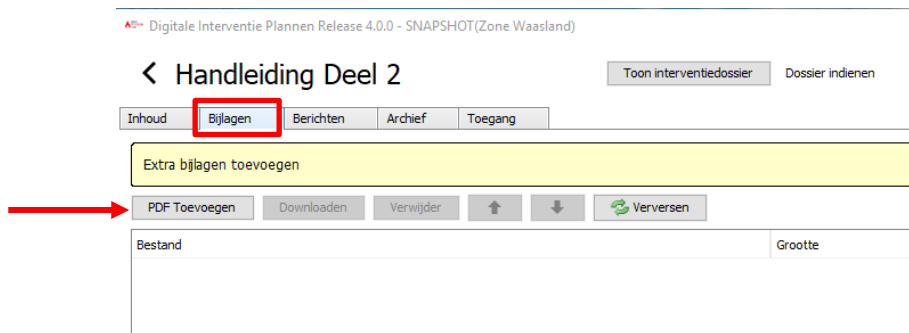 Digitale Interventie Plannen Release 4.0.0 - SNAPSHOT(Zone Waasland)
Handleiding Deel 2
Toon interventiedossier
Dossier indienen
Inhoud
Bijlagen
Berichten
Archief
Toegang
Extra bijlagen toevoegen
PDF Toevoegen
Downloaden
Verwijder
Verversen
Bestand
Grootte